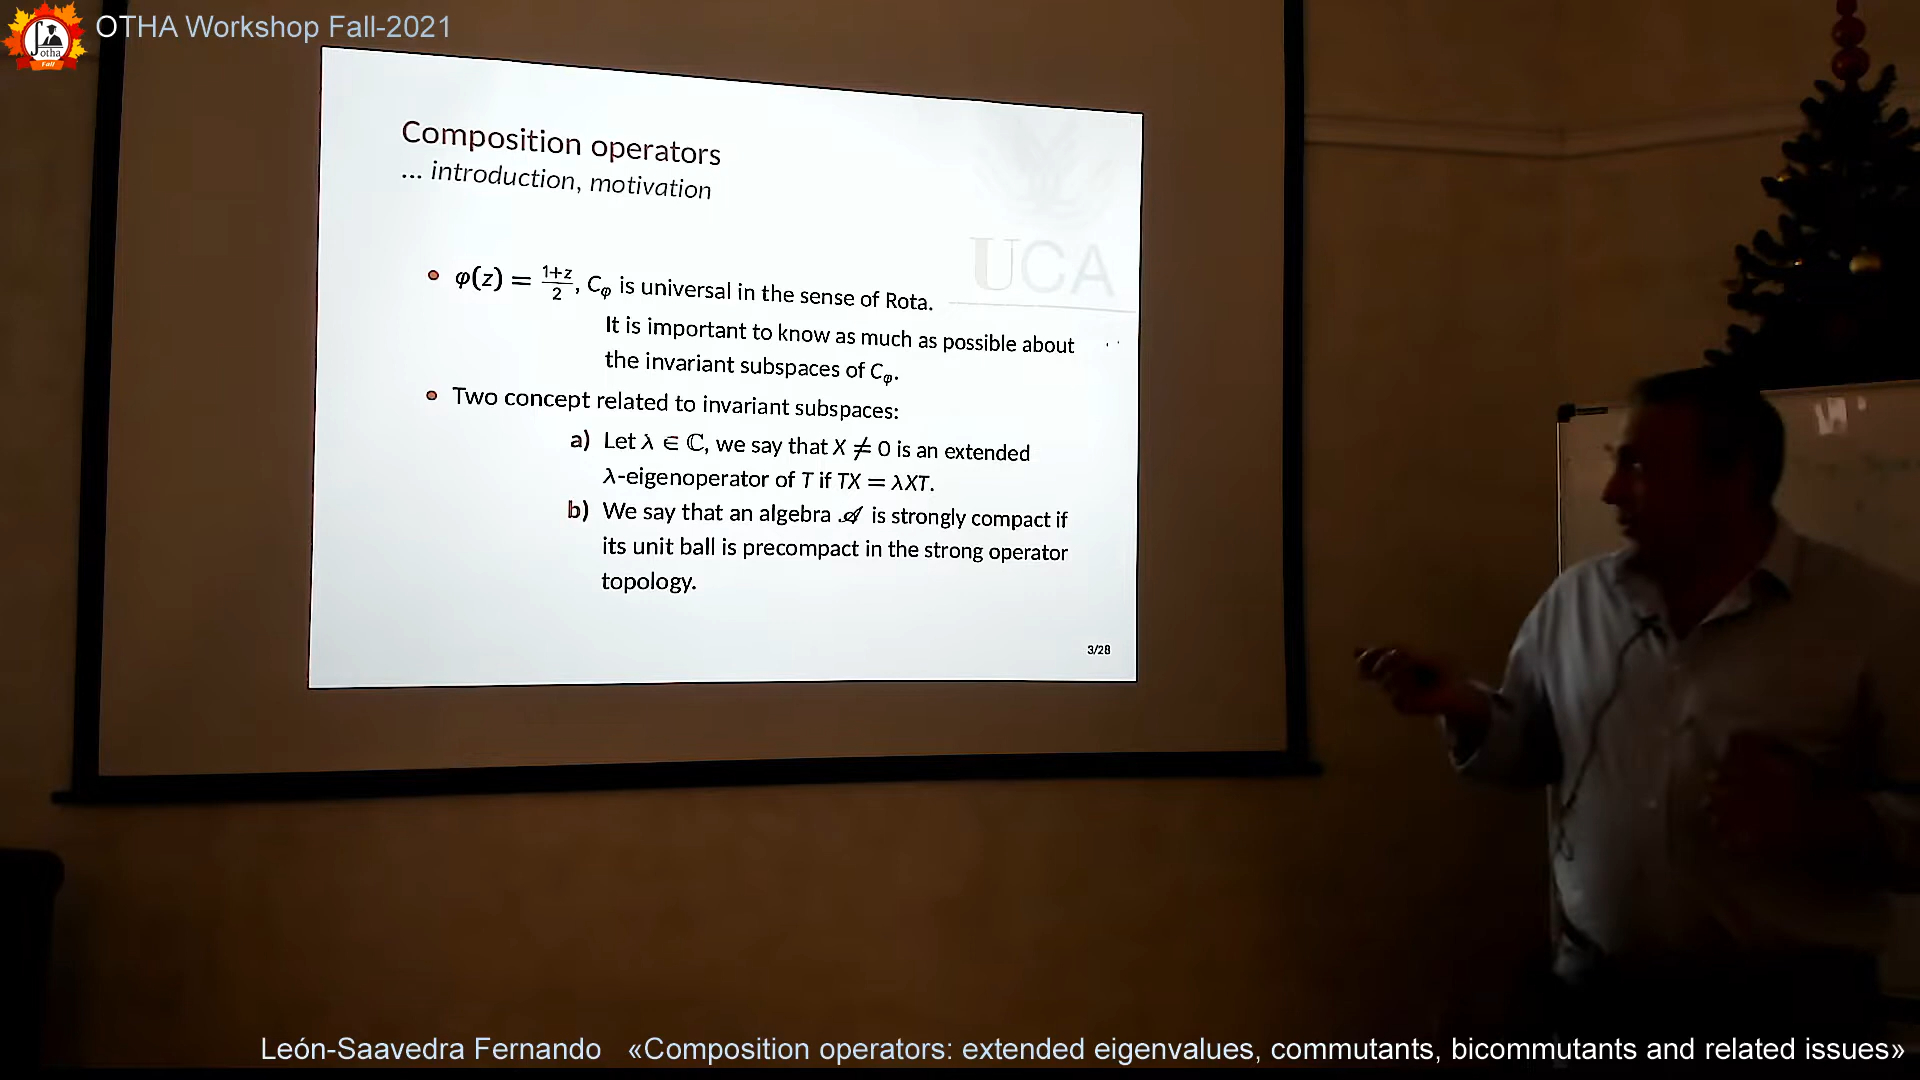 OTHA Workshop Fall-2021
otha
Fall
Composition operators
... introduction, motivation
UCA
φ(z) = 1+z/2, Cφ is universal in the sense of Rota.
It is important to know as much as possible about
the invariant subspaces of Cφ.
Two concept related to invariant subspaces:
a) Let λ ∈ ℂ, we say that X ≠ 0 is an extended
λ-eigenoperator of T if TX = λXT.
b) We say that an algebra 𝒜 is strongly compact if
its unit ball is precompact in the strong operator
topology.
3/28
León-Saavedra Fernando «Composition operators: extended eigenvalues, commutants, bicommutants and related issues»